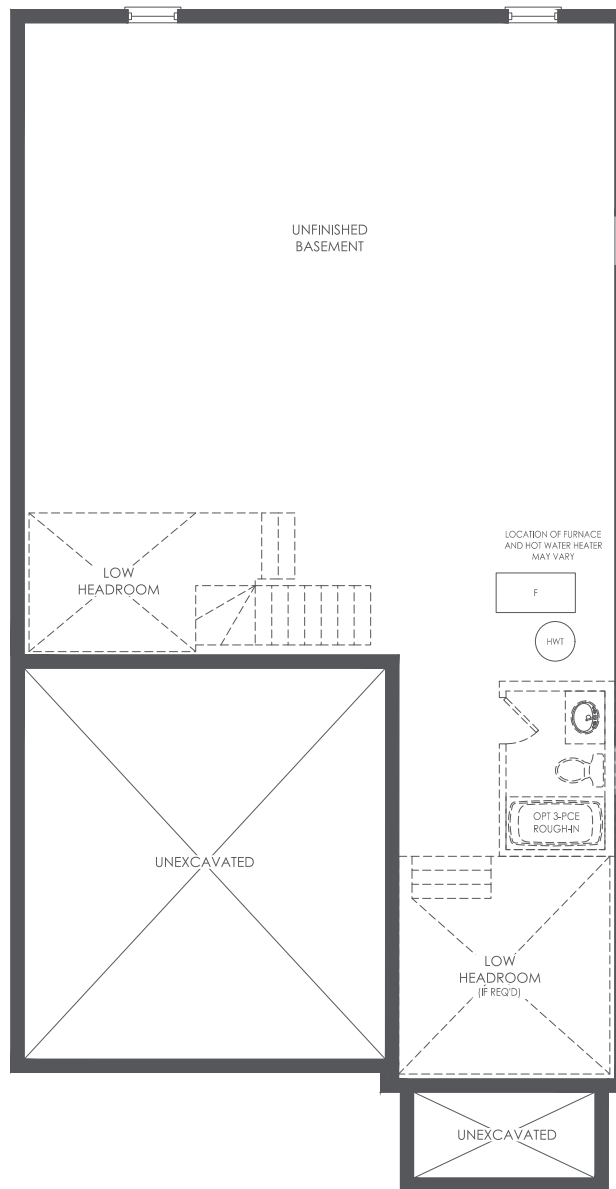 UNFINISHED
BASEMENT
LOCATION OF FURNACE
AND HOT WATER HEATER
MAY VARY
LOW
HEADROOM
F
HWT
OPT 3-PCE
ROUGH-IN
UNEXCAVATED
LOW
HEADROOM
(IF REQ'D)
UNEXCAVATED